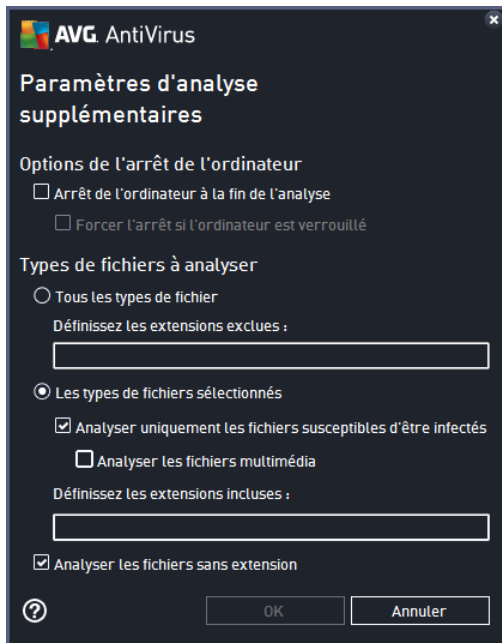 AVG. AntiVirus
Paramètres d'analyse
supplémentaires
Options de l'arrêt de l'ordinateur
Arrêt de l'ordinateur à la fin de l'analyse
Forcer l'arrêt si l'ordinateur est verrouillé
Types de fichiers à analyser
Tous les types de fichier
Définissez les extensions exclues :
Les types de fichiers sélectionnés
Analyser uniquement les fichiers susceptibles d'être infectés
Analyser les fichiers multimédia
Définissez les extensions incluses :
Analyser les fichiers sans extension
? OK Annuler